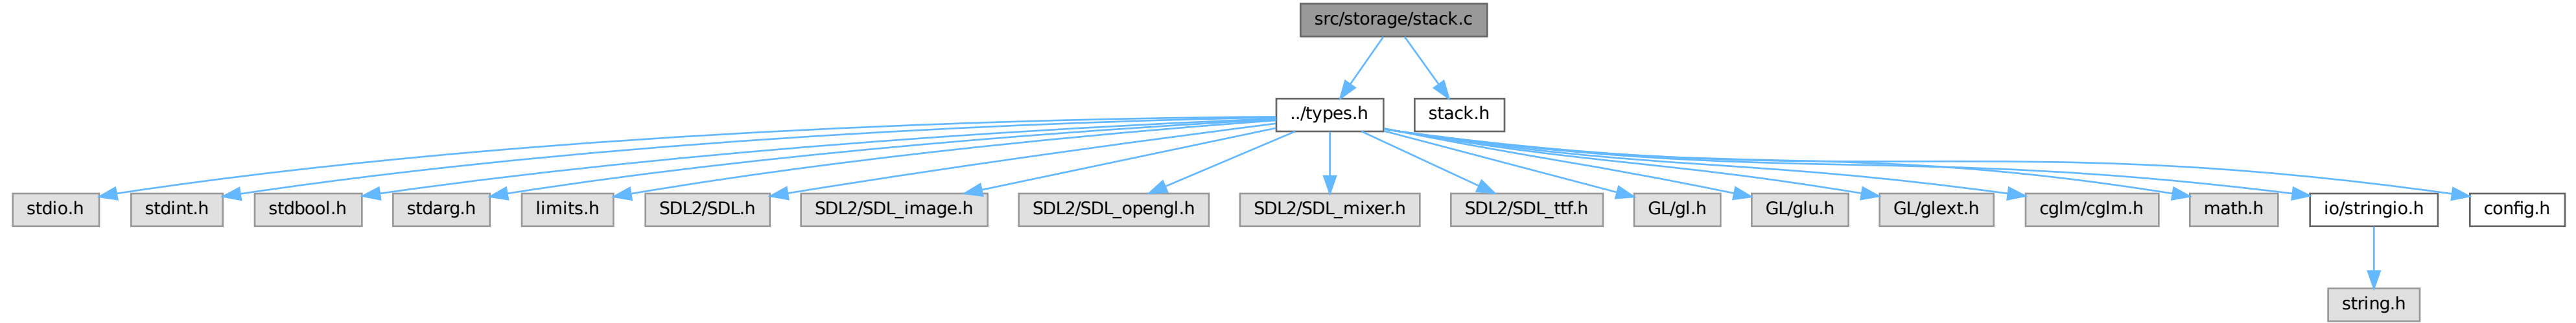 src/storage/stack.c
../types.h
stack.h
stdio.h
stdint.h
stdbool.h
stdarg.h
limits.h
SDL2/SDL.h
SDL2/SDL_image.h
SDL2/SDL_opengl.h
SDL2/SDL_mixer.h
SDL2/SDL_ttf.h
GL/gl.h
GL/glu.h
GL/glext.h
cglm/cglm.h
math.h
io/stringio.h
config.h
string.h